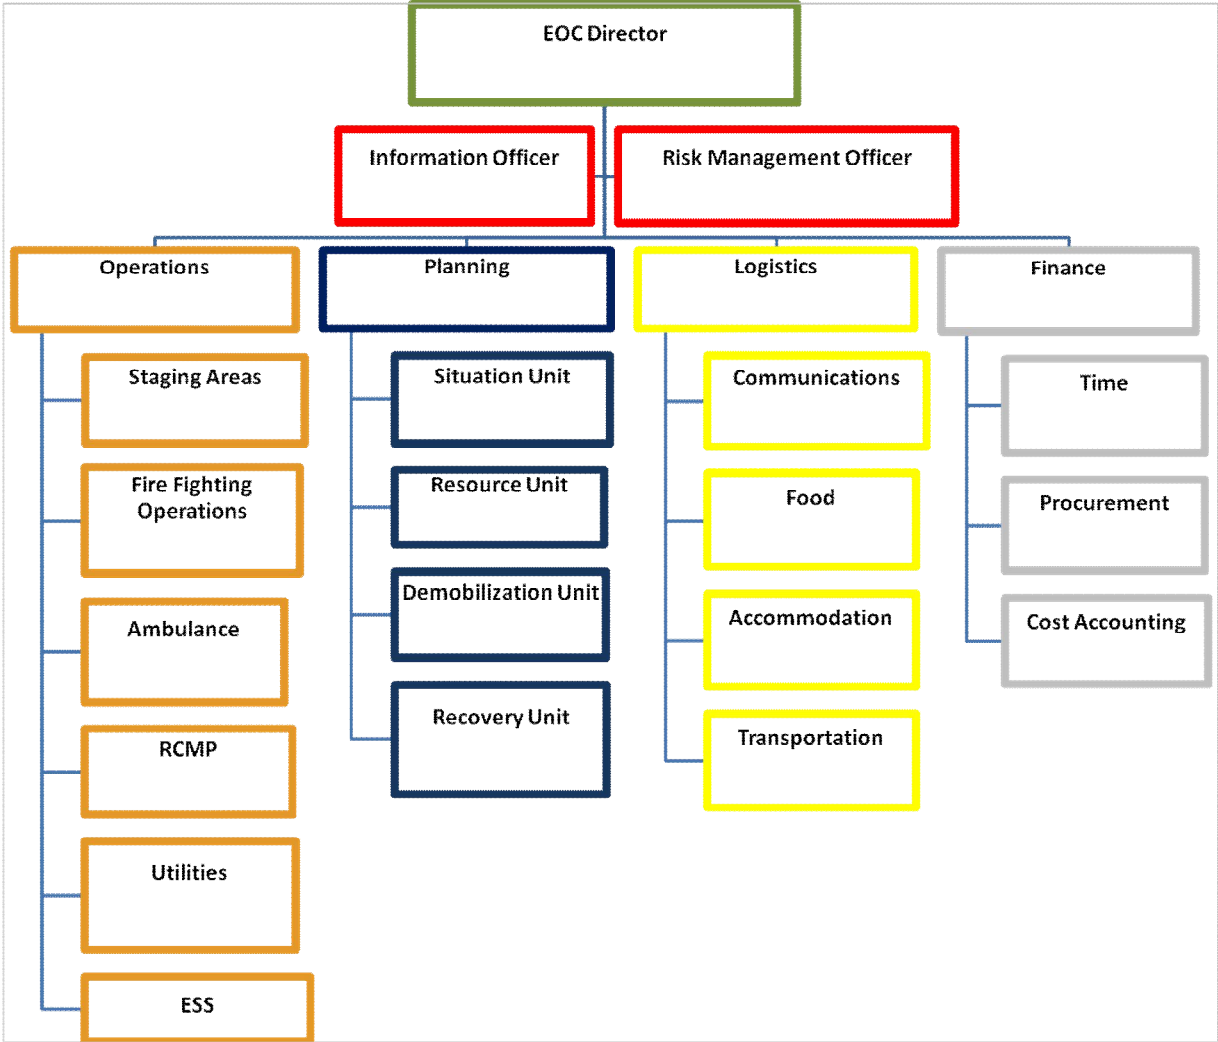 EOC Director
Information Officer
Risk Management Officer
Operations
Planning
Logistics
Finance
Staging Areas
Fire Fighting
Operations
Ambulance
RCMP
Utilities
ESS
Situation Unit
Resource Unit
Demobilization Unit
Recovery Unit
Communications
Food
Accommodation
Transportation
Time
Procurement
Cost Accounting